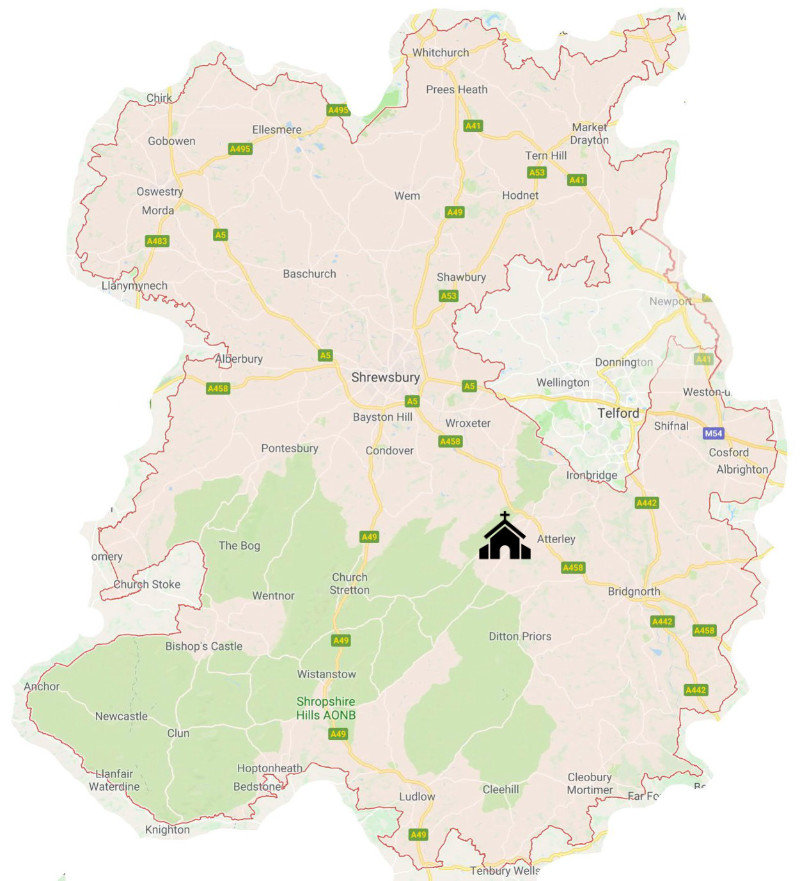 M
Whitchurch
Prees Heath
Chirk
A495
Ellesmere
A41
Market
Drayton
Gobowen
A495
Tern Hill
A53
A41
Oswestry
Wem
Hodnet
Morda
A49
A5
A483
Baschurch
Shawbury
Llanymynech
A53
Newport
Alberbury
A5
Donnington
A41
Shrewsbury
Wellington
A458
A5
Weston-u
A5
Telford
Bayston Hill
Wroxeter
Shifnal
M54
A458
Pontesbury
Condover
Cosford
Albrighton
Ironbridge
A442
A49
Atterley
The Bog
omery
A458
Church Stoke
Church
Stretton
Wentnor
Bridgnorth
A442
A458
Ditton Priors
A49
Bishop's Castle
Wistanstow
Anchor
A442
Shropshire
Hills AONB
Newcastle
Clun
A49
Hoptonheath
Llanfair
Waterdine
Bedstone
Cleobury
Mortimer
Cleehill
Ludlow
Far Fo
Knighton
A49
Tenbury Wells